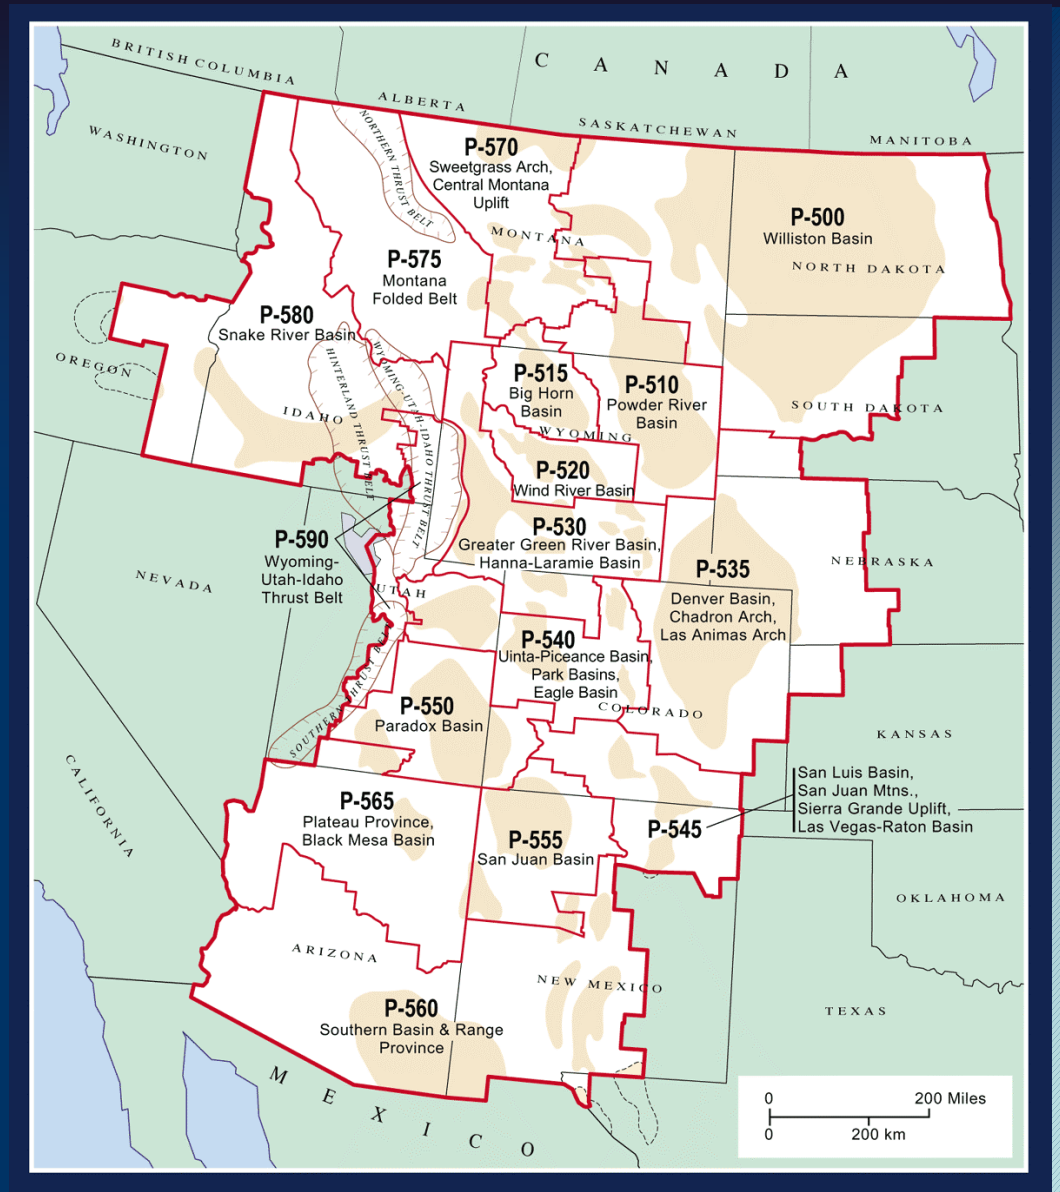 CANADA
BRITISH COLUMBIA
ALBERTA
SASKATCHEWAN
MANITOBA
WASHINGTON
NORTHERN THRUST BELT
P-570
Sweetgrass Arch,
Central Montana
Uplift
MONTANA
P-500
Williston Basin
NORTH DAKOTA
P-575
Montana
Folded Belt
P-580
Snake River Basin
OREGON
IDAHO
HINTERLAND THRUST BELT
WYOMING-UTAH-IDAHO THRUST BELT
P-515
Big Horn
Basin
P-510
Powder River
Basin
WYOMING
SOUTH DAKOTA
P-520
Wind River Basin
P-530
Greater Green River Basin,
Hanna-Laramie Basin
P-590
Wyoming-
Utah-Idaho
Thrust Belt
NEVADA
UTAH
P-535
Denver Basin,
Chadron Arch,
Las Animas Arch
NEBRASKA
P-540
Uinta-Piceance Basin,
Park Basins,
Eagle Basin
COLORADO
SOUTHERN THRUST BELT
P-550
Paradox Basin
KANSAS
CALIFORNIA
P-565
Plateau Province,
Black Mesa Basin
P-555
San Juan Basin
P-545
San Luis Basin,
San Juan Mtns.,
Sierra Grande Uplift,
Las Vegas-Raton Basin
OKLAHOMA
ARIZONA
NEW MEXICO
TEXAS
P-560
Southern Basin & Range
Province
MEXICO
0 200 Miles
0 200 km